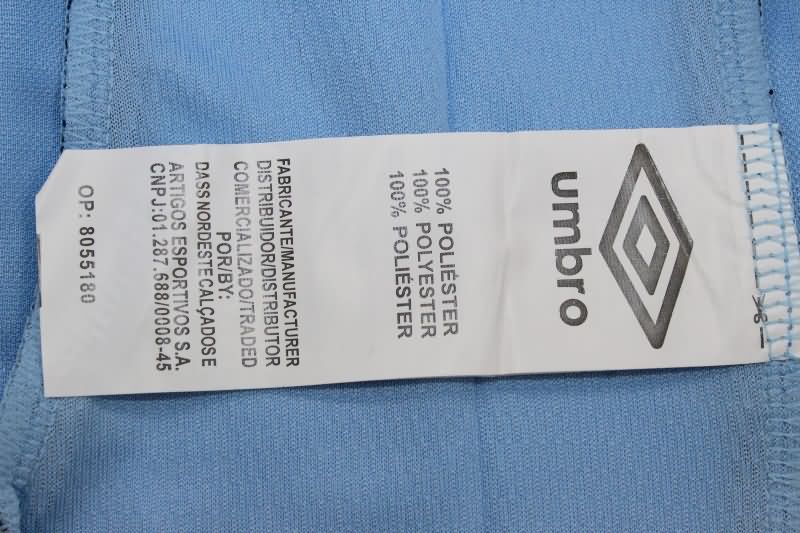 umbro
100% POLIÉSTER
100% POLYESTER
100% POLIÉSTER
FABRICANTE/MANUFACTURER
DISTRIBUIDOR/DISTRIBUTOR
COMERCIALIZADO/TRADED
POR/BY:
DASS NORDESTE CALÇADOS E
ARTIGOS ESPORTIVOS S.A.
CNPJ:01.287.688/0008-45
OP: 8055180